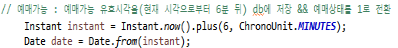 // 예매가능 : 예매가능 유효시각을(현재 시각으로부터 6분 뒤) db에 저장 && 예매상태를 1로 전환
Instant instant = Instant.now().plus(6, ChronoUnit.MINUTES);
Date date = Date.from(instant);